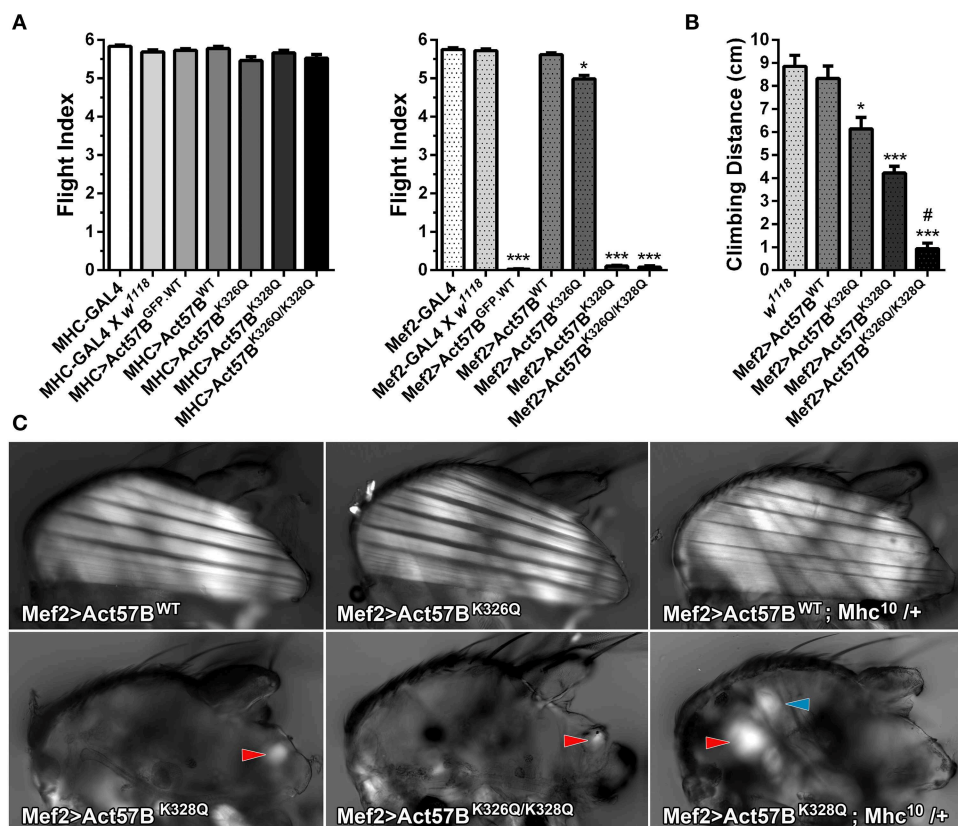 A
Flight Index
6
5
4
3
2
1
0
MHC-GAL4
MHC-GAL4 X w1118
MHC>Act57BGFP.WT
MHC>Act57BWT
MHC>Act57BK326Q
MHC>Act57BK328Q
MHC>Act57BK326Q/K328Q
Flight Index
6
5
4
3
2
1
0
***
*
***
***
Mef2-GAL4
Mef2-GAL4 X w1118
Mef2>Act57BGFP.WT
Mef2>Act57BWT
Mef2>Act57BK326Q
Mef2>Act57BK328Q
Mef2>Act57BK326Q/K328Q
B
Climbing Distance (cm)
10
9
8
7
6
5
4
3
2
1
0
*
***
#
***
w1118
Mef2>Act57BWT
Mef2>Act57BK326Q
Mef2>Act57BK328Q
Mef2>Act57BK326Q/K328Q
C
Mef2>Act57BWT
Mef2>Act57BK326Q
Mef2>Act57BWT; Mhc10/+
Mef2>Act57BK328Q
Mef2>Act57BK326Q/K328Q
Mef2>Act57BK328Q; Mhc10/+